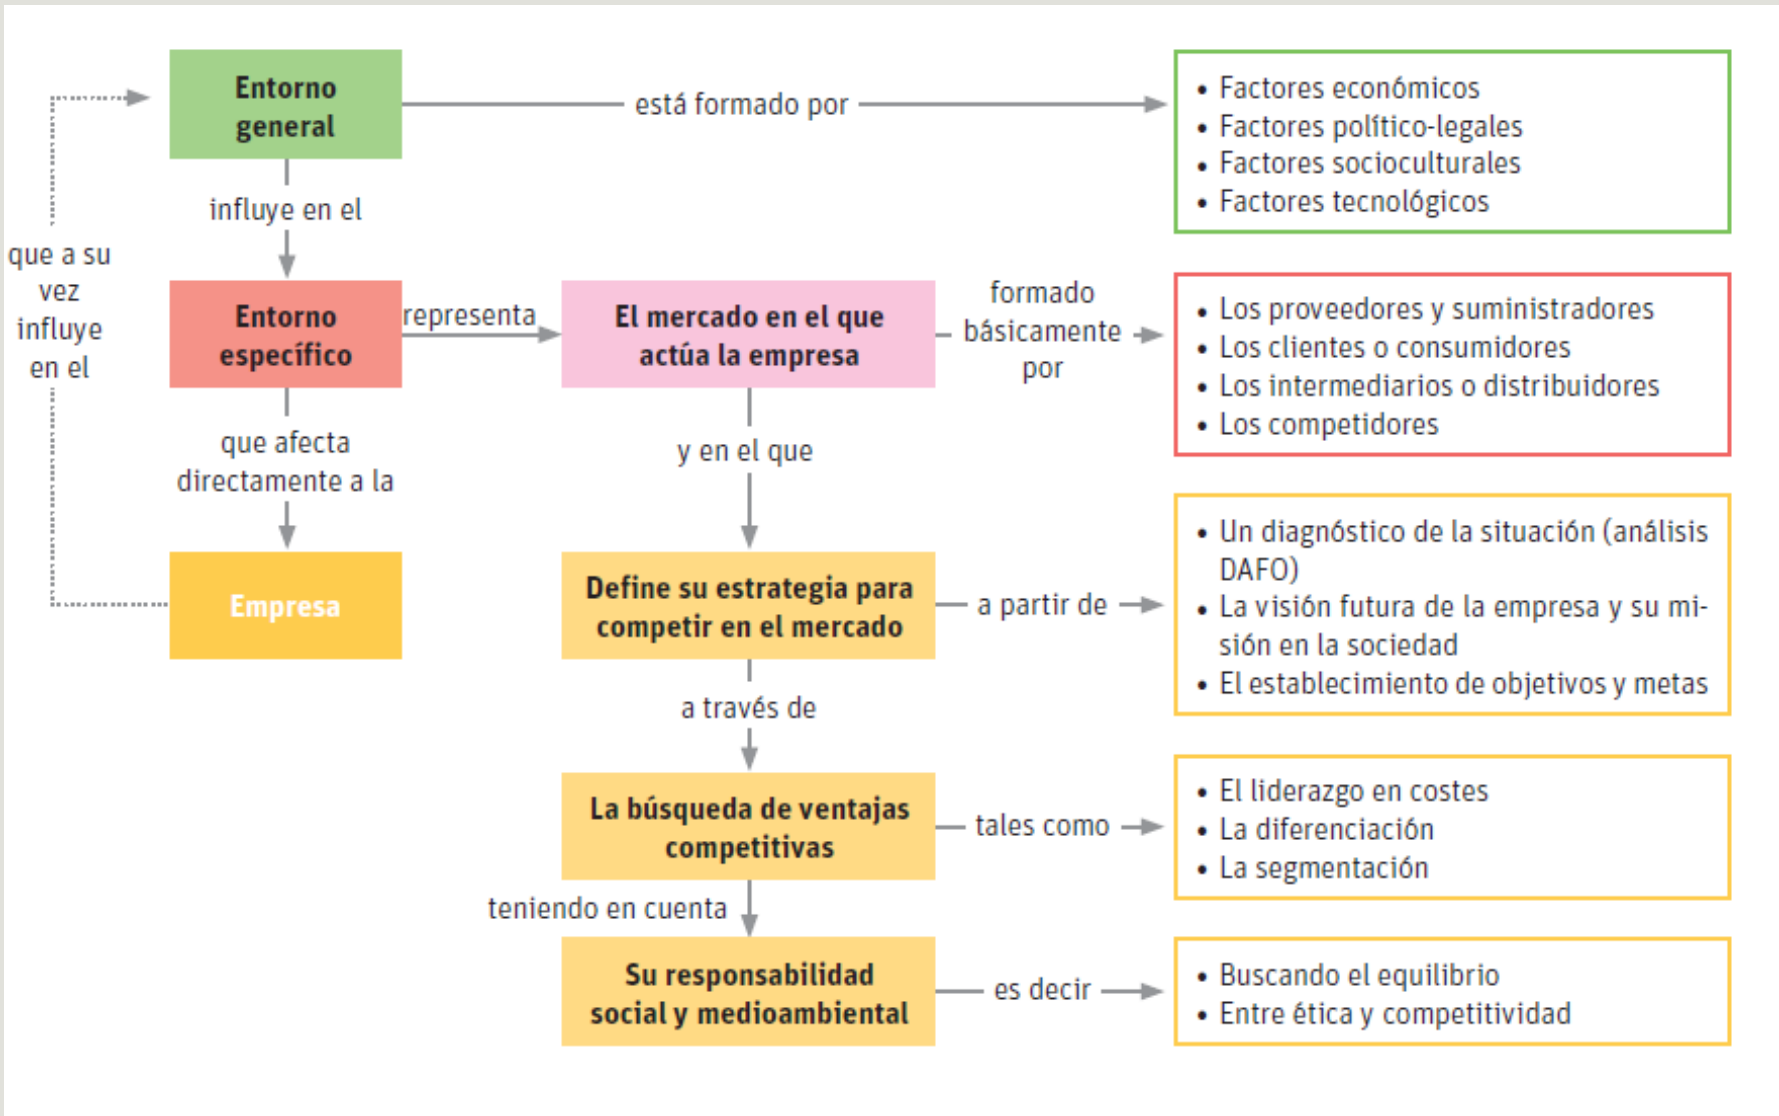 Entorno
general
está formado por
• Factores económicos
• Factores político-legales
• Factores socioculturales
• Factores tecnológicos
influye en el
que a su
vez
influye
en el
Entorno
específico
representa
El mercado en el que
actúa la empresa
formado
básicamente
por
• Los proveedores y suministradores
• Los clientes o consumidores
• Los intermediarios o distribuidores
• Los competidores
que afecta
directamente a la
y en el que
Empresa
Define su estrategia para
competir en el mercado
a partir de
• Un diagnóstico de la situación (análisis
DAFO)
• La visión futura de la empresa y su mi-
sión en la sociedad
• El establecimiento de objetivos y metas
a través de
La búsqueda de ventajas
competitivas
tales como
• El liderazgo en costes
• La diferenciación
• La segmentación
teniendo en cuenta
Su responsabilidad
social y medioambiental
es decir
• Buscando el equilibrio
• Entre ética y competitividad